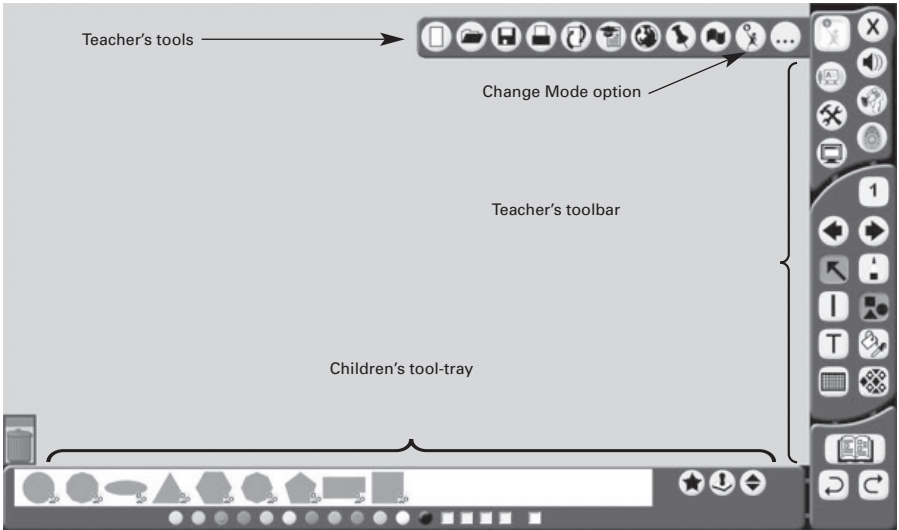 Teacher's tools
...
Change Mode option
X
1
Teacher's toolbar
T
Children's tool-tray